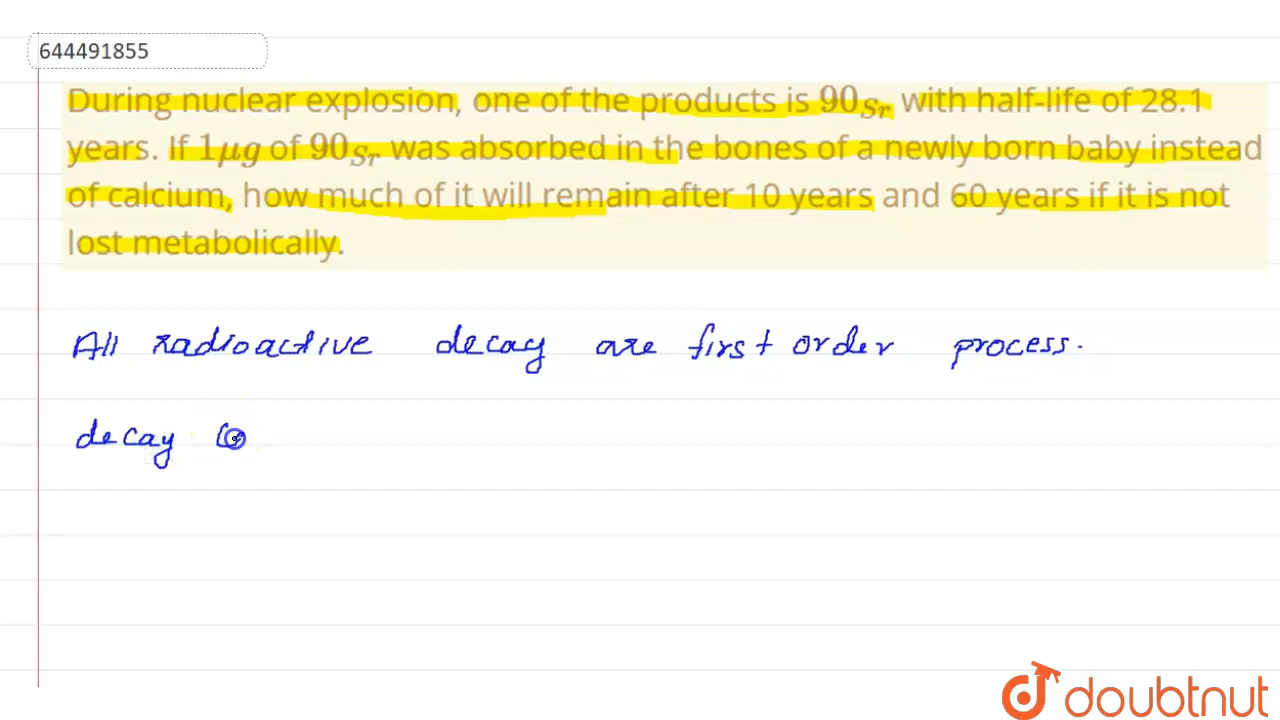 644491855
During nuclear explosion, one of the products is 90Sr with half-life of 28.1
years. If 1μg of 90Sr was absorbed in the bones of a newly born baby instead
of calcium, how much of it will remain after 10 years and 60 years if it is not
lost metabolically.
All radioactive decay are first order process.
decay Co
doubtnut